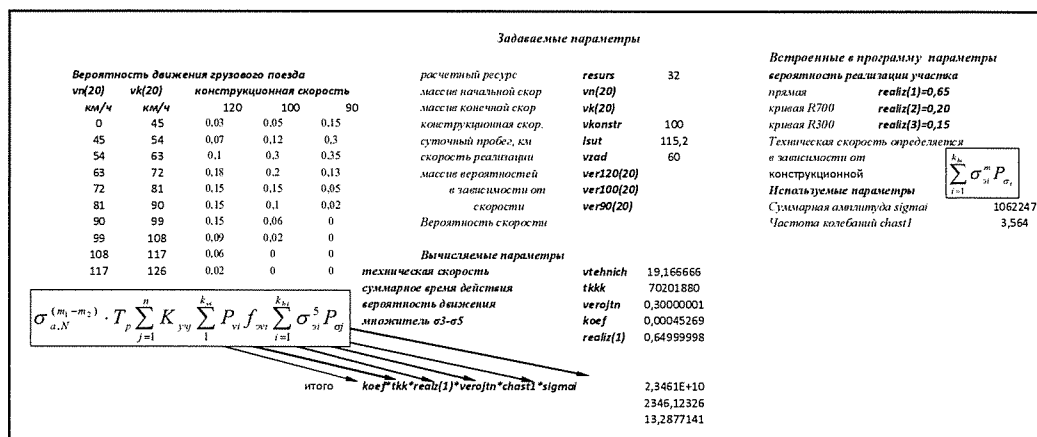 Задаваемые параметры
Встроенные в программу параметры
Вероятность движения грузового поезда
расчетный ресурс resurs 32
вероятность реализации участка
vn(20) vk(20) конструкционная скорость
массив начальной скор vn(20)
прямая realiz(1)=0,65
км/ч км/ч 120 100 90
массив конечной скор vk(20)
кривая R700 realiz(2)=0,20
0 45 0,03 0,05 0,15
конструкционная скор. vkonstr 100
кривая R300 realiz(3)=0,15
45 54 0,07 0,12 0,3
суточный пробег, км lsut 115,2
Техническая скорость определяется
54 63 0,1 0,3 0,35
скорость реализации vzad 60
в зависимости от
63 72 0,18 0,2 0,13
массив вероятностей ver120(20)
конструкционной
72 81 0,15 0,15 0,05
в зависимости от ver100(20)
Используемые параметры
81 90 0,15 0,1 0,02
скорости ver90(20)
Суммарная амплитуда sigmai 1062247
90 99 0,15 0,06 0
Вероятность скорости
Частота колебаний chast1 3,564
99 108 0,09 0,02 0
108 117 0,06 0 0
Вычисляемые параметры
117 126 0,02 0 0
техническая скорость vtehnich 19,166666
суммарное время действия tkkk 70201880
вероятность движения verojtn 0,30000001
множитель σ3-σ5 koef 0,00045269
realiz(1) 0,64999998
итого koef*tkk*realz(1)*verojtn*chast1*sigmai 2,3461E+10
2346,12326
13,2877141